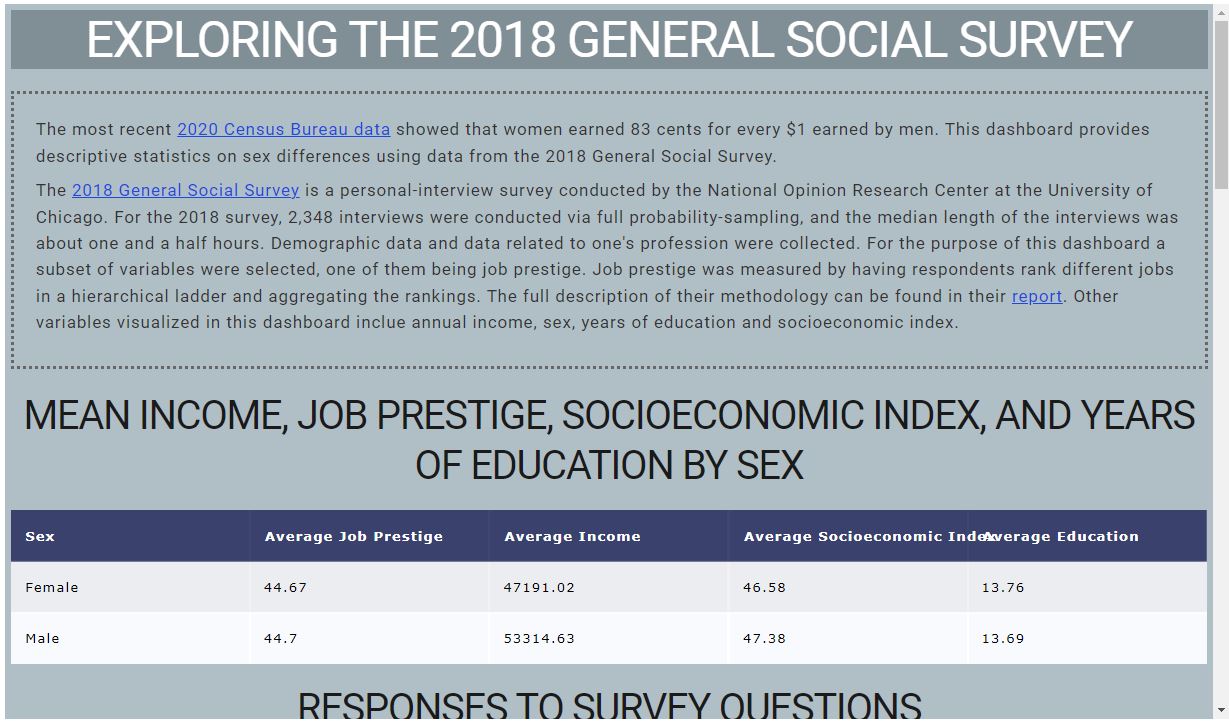 EXPLORING THE 2018 GENERAL SOCIAL SURVEY
The most recent 2020 Census Bureau data showed that women earned 83 cents for every $1 earned by men. This dashboard provides
descriptive statistics on sex differences using data from the 2018 General Social Survey.
The 2018 General Social Survey is a personal-interview survey conducted by the National Opinion Research Center at the University of
Chicago. For the 2018 survey, 2,348 interviews were conducted via full probability-sampling, and the median length of the interviews was
about one and a half hours. Demographic data and data related to one's profession were collected. For the purpose of this dashboard a
subset of variables were selected, one of them being job prestige. Job prestige was measured by having respondents rank different jobs
in a hierarchical ladder and aggregating the rankings. The full description of their methodology can be found in their report. Other
variables visualized in this dashboard inclue annual income, sex, years of education and socioeconomic index.
MEAN INCOME, JOB PRESTIGE, SOCIOECONOMIC INDEX, AND YEARS
OF EDUCATION BY SEX
Sex Average Job Prestige Average Income Average Socioeconomic Index Average Education
Female 44.67 47191.02 46.58 13.76
Male 44.7 53314.63 47.38 13.69
RESPONSES TO SURVEY QUESTIONS